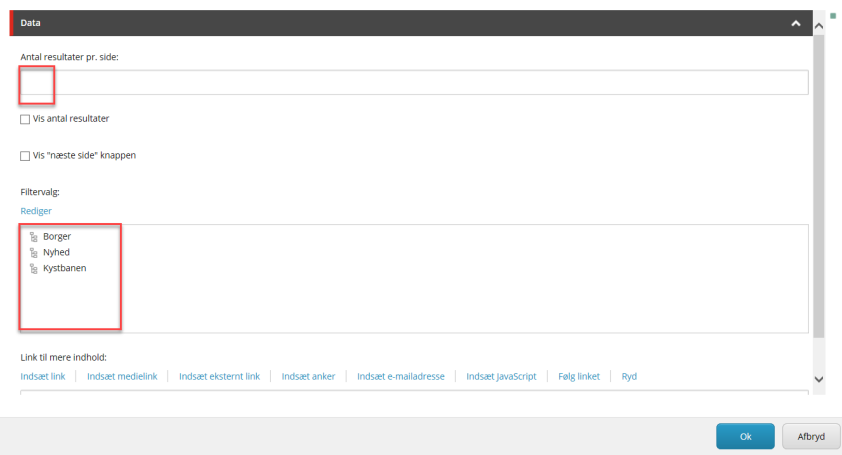 Data
Antal resultater pr. side:
Vis antal resultater
Vis "næste side" knappen
Filtervalg:
Rediger
Borger
Nyhed
Kystbanen
Link til mere indhold:
Indsæt link Indsæt medielink Indsæt eksternt link Indsæt anker Indsæt e-mailadresse Indsæt JavaScript Følg linket Ryd
Ok Afbryd